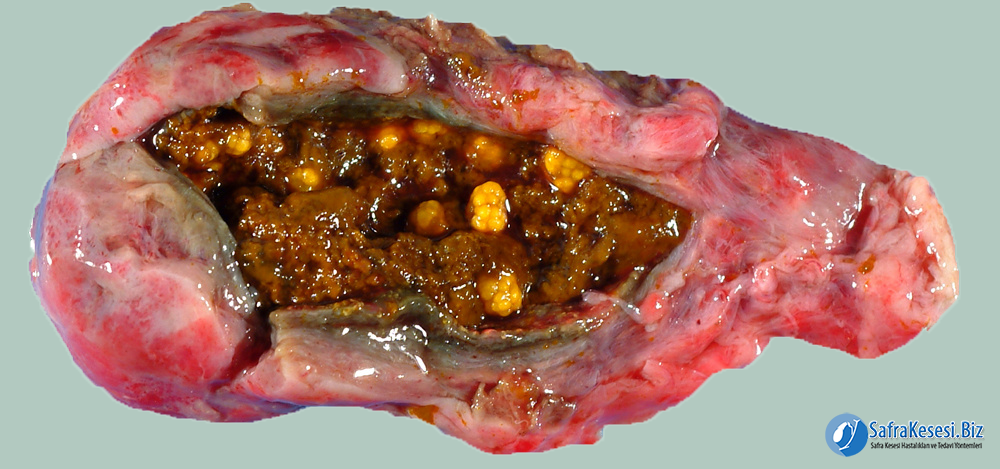 SafraKesesi.Biz
Safra Kesesi Hastalıkları ve Tedavi Yöntemleri